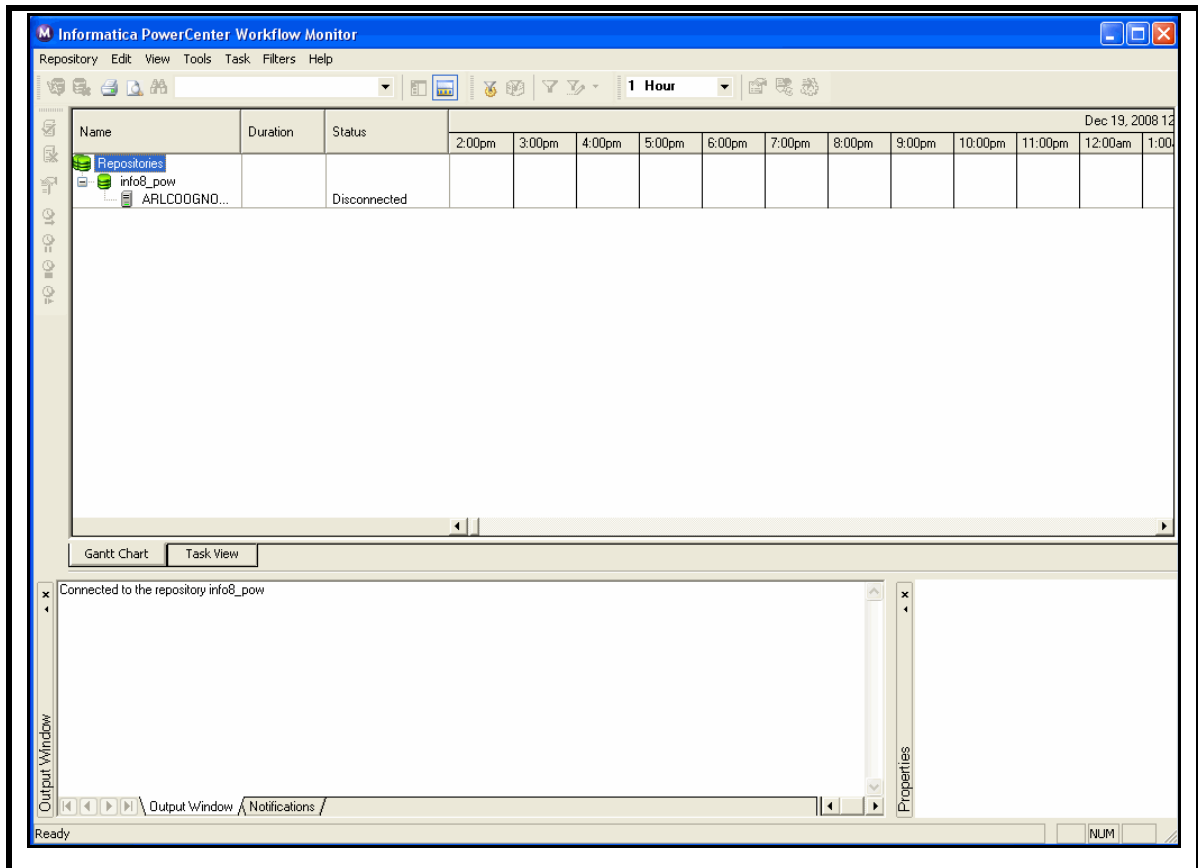 Informatica PowerCenter Workflow Monitor
Repository Edit View Tools Task Filters Help
1 Hour
Name Duration Status Dec 19, 2008 12
2:00pm 3:00pm 4:00pm 5:00pm 6:00pm 7:00pm 8:00pm 9:00pm 10:00pm 11:00pm 12:00am 1:00
Repositories
info8_pow
ARLCOOGNO... Disconnected
Gantt Chart Task View
Connected to the repository info8_pow
Output Window
Properties
Output Window Notifications
Ready NUM